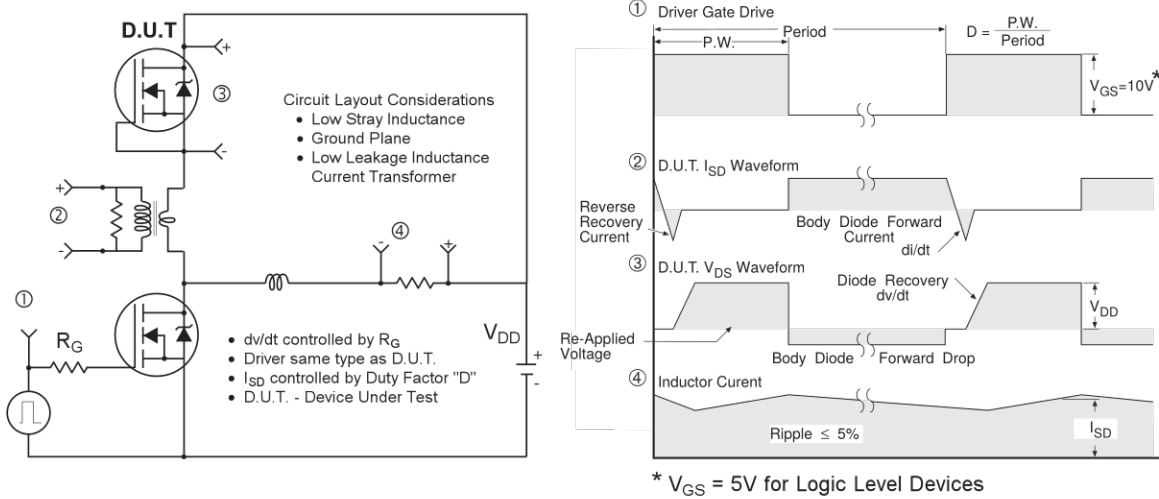 D.U.T
+
③
-
Circuit Layout Considerations
• Low Stray Inductance
• Ground Plane
• Low Leakage Inductance
Current Transformer
+
②
-
④
-
+
①
R_G
V_DD
+
-
• dv/dt controlled by R_G
• Driver same type as D.U.T.
• I_SD controlled by Duty Factor "D"
• D.U.T. - Device Under Test
① Driver Gate Drive
Period
P.W.
D = P.W. / Period
V_GS=10V*
② D.U.T. I_SD Waveform
Reverse
Recovery
Current
Body Diode Forward
Current
di/dt
③ D.U.T. V_DS Waveform
Diode Recovery
dv/dt
V_DD
Re-Applied
Voltage
Body Diode Forward Drop
④ Inductor Curent
Ripple ≤ 5%
I_SD
* V_GS = 5V for Logic Level Devices